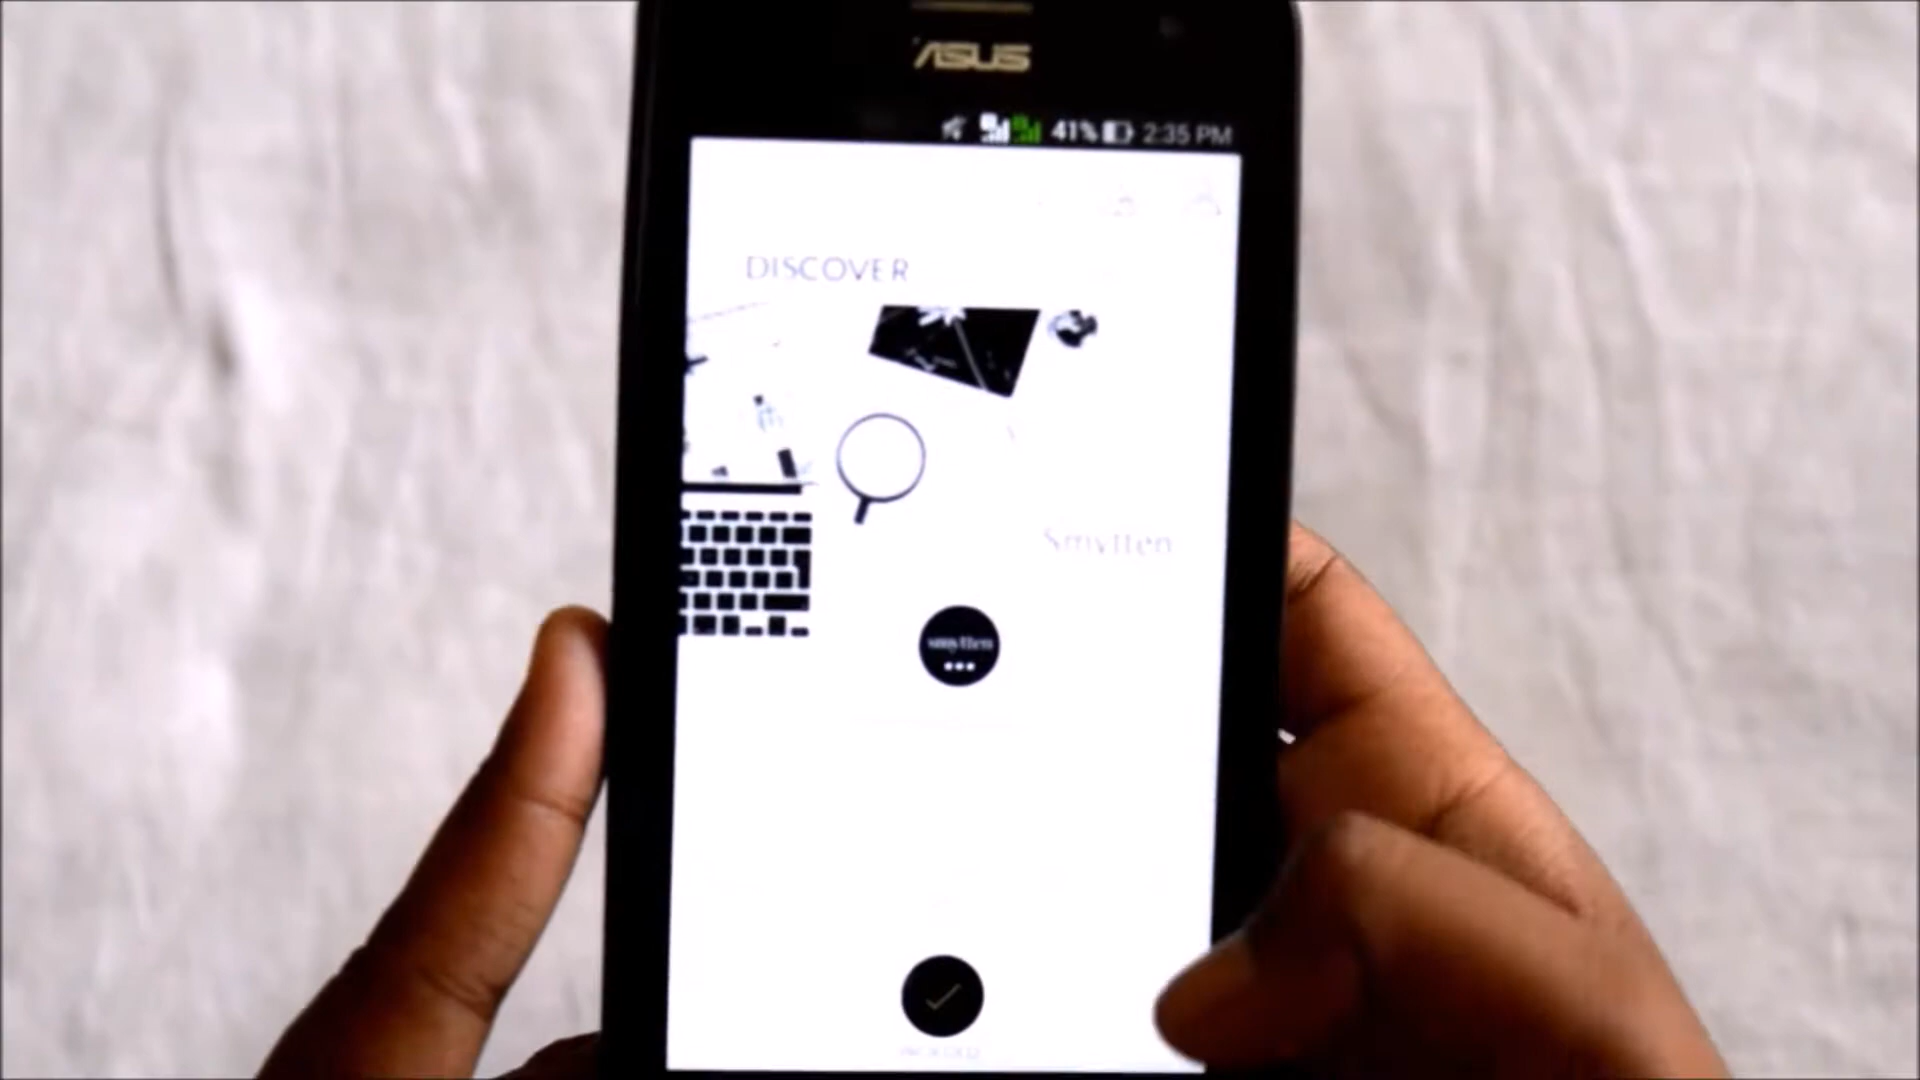 ASUS
41% 2:35 PM
DISCOVER
Smytten
smytten